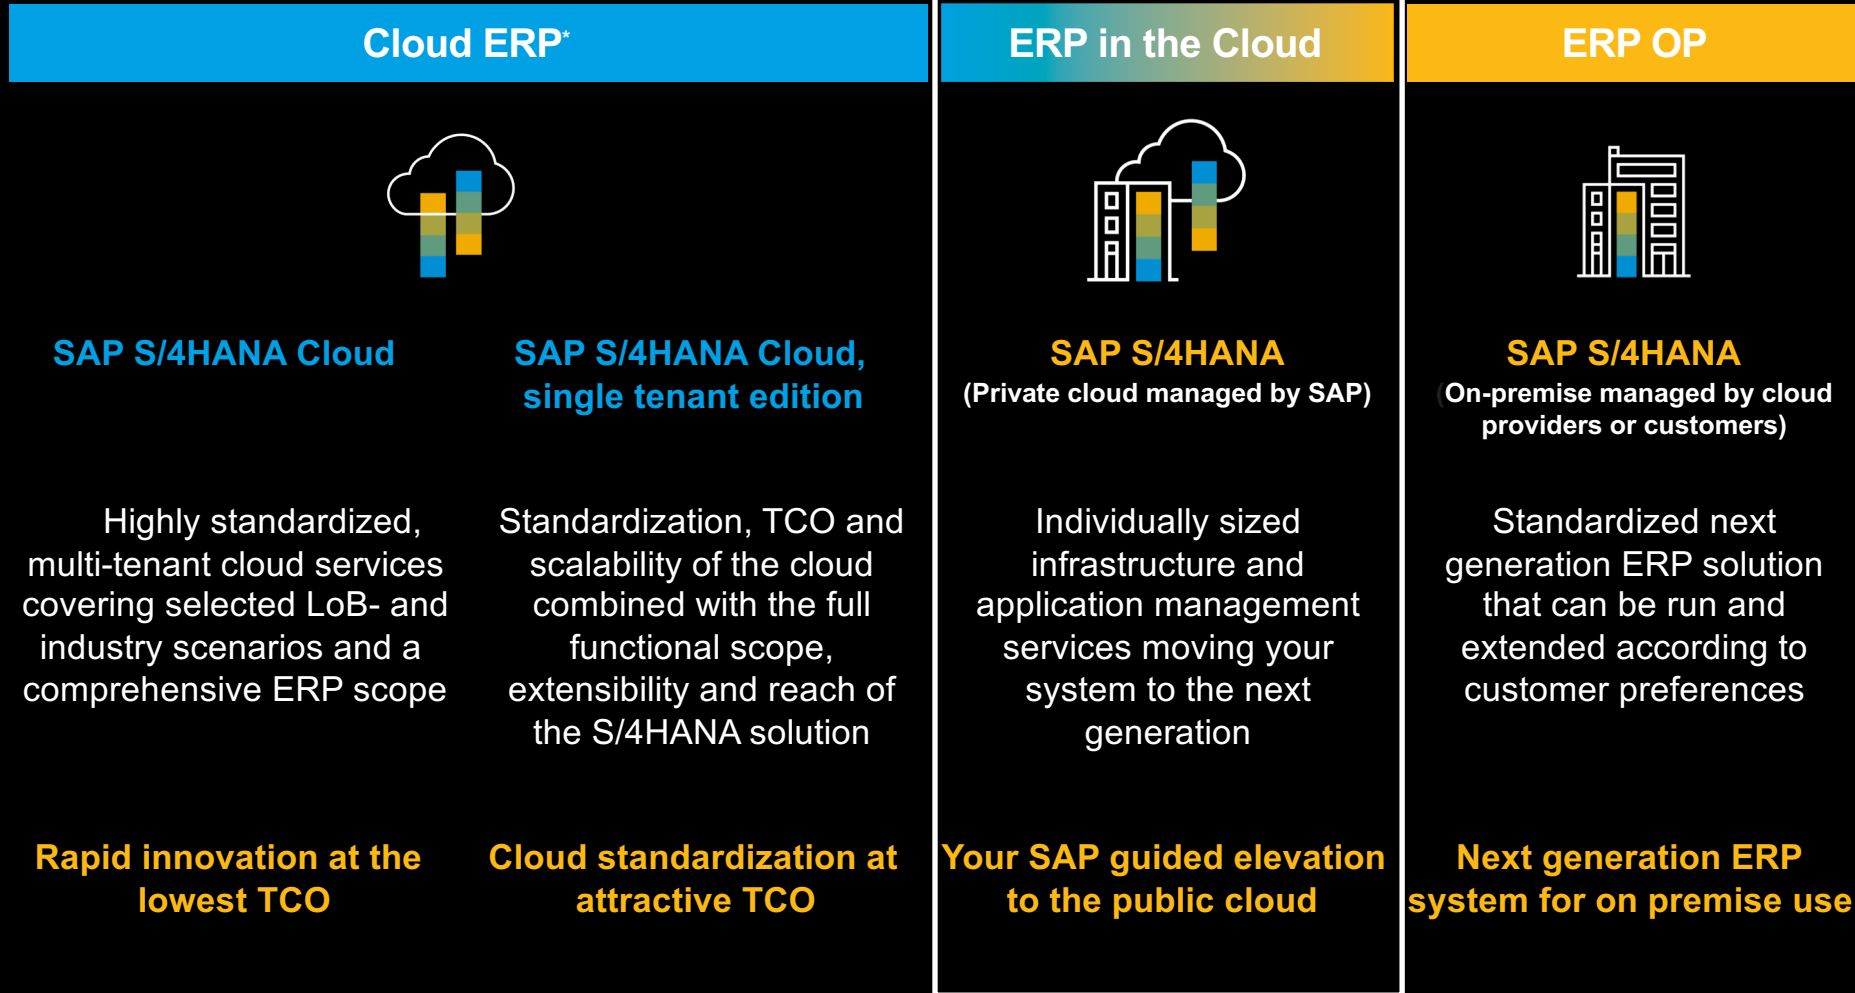 Cloud ERP*
ERP in the Cloud
ERP OP
SAP S/4HANA Cloud
SAP S/4HANA Cloud,
single tenant edition
SAP S/4HANA
(Private cloud managed by SAP)
SAP S/4HANA
(On-premise managed by cloud
providers or customers)
Highly standardized,
multi-tenant cloud services
covering selected LoB- and
industry scenarios and a
comprehensive ERP scope
Standardization, TCO and
scalability of the cloud
combined with the full
functional scope,
extensibility and reach of
the S/4HANA solution
Individually sized
infrastructure and
application management
services moving your
system to the next
generation
Standardized next
generation ERP solution
that can be run and
extended according to
customer preferences
Rapid innovation at the
lowest TCO
Cloud standardization at
attractive TCO
Your SAP guided elevation
to the public cloud
Next generation ERP
system for on premise use